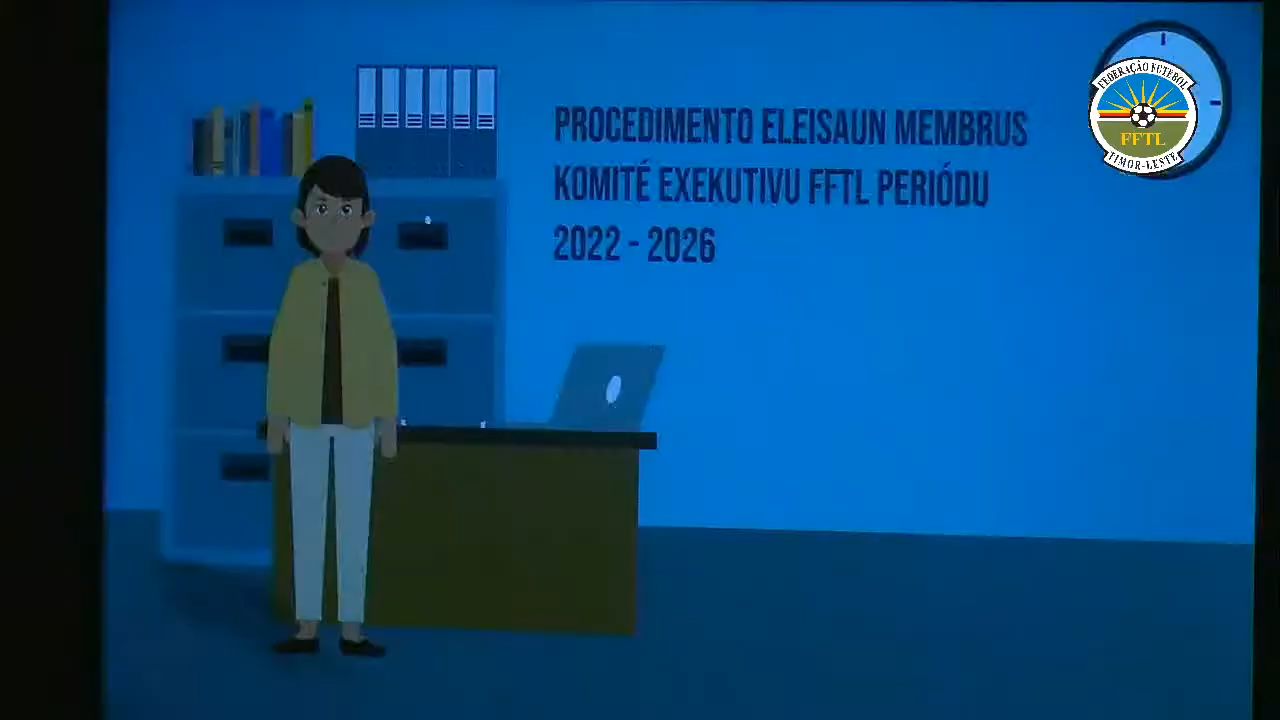 PROCEDIMENTO ELEISAUN MEMBRUS
KOMITÉ EXEKUTIVU FFTL PERIÓDU
2022 - 2026
FEDERAÇÃO FUTEBOL
FFTL
TIMOR-LESTE